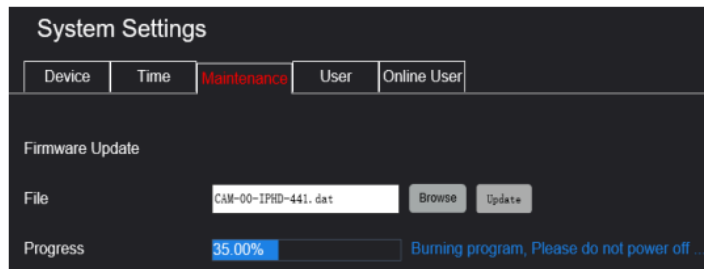 System Settings
Device Time Maintenance User Online User
Firmware Update
File CAM-00-IPHD-441.dat Browse Update
Progress 35.00% Burning program, Please do not power off ...